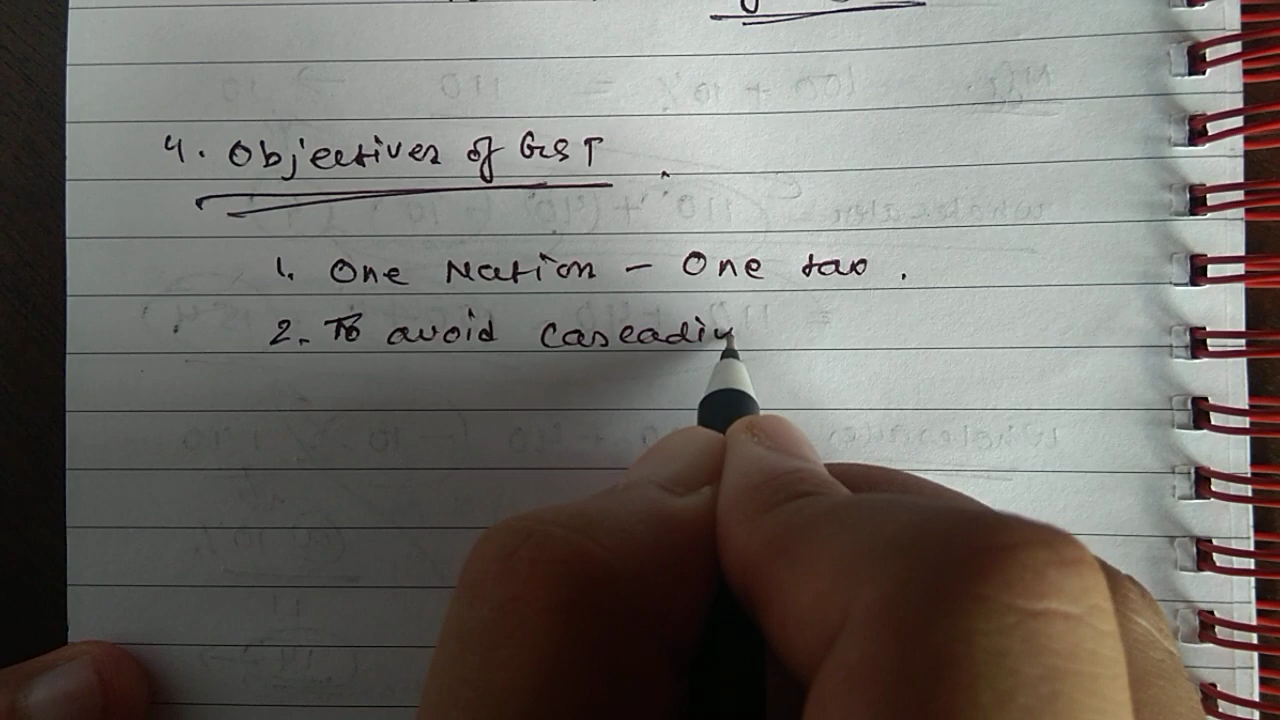 4. Objectives of GST
1. One Nation - One tax.
2. To avoid cascadin